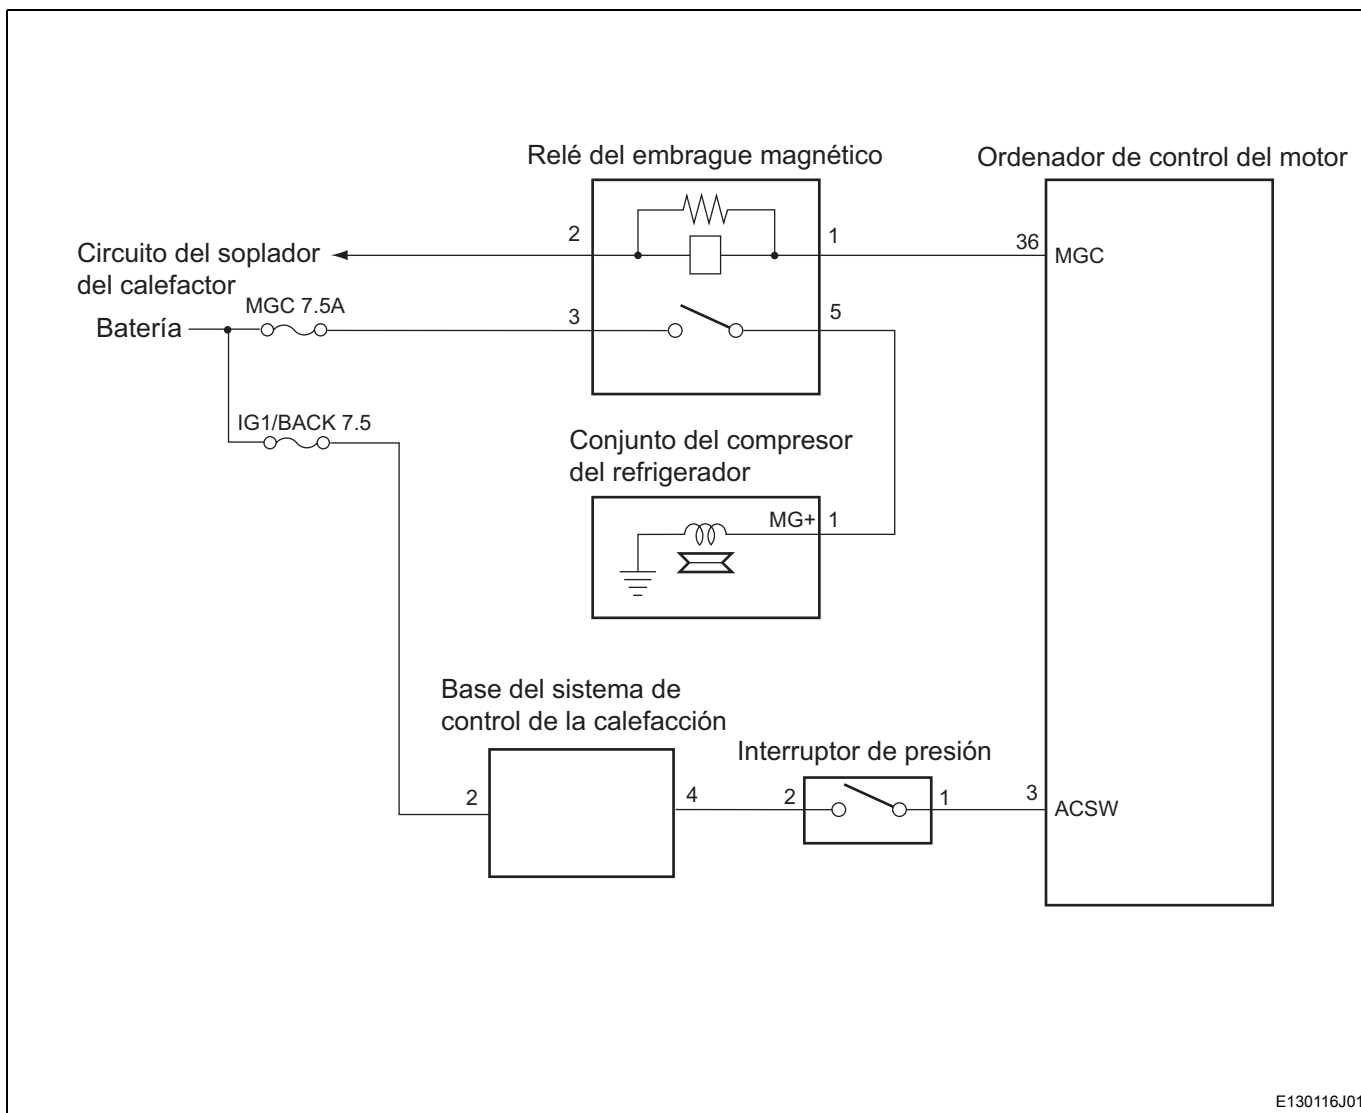 Relé del embrague magnético
Ordenador de control del motor
2
1
36
MGC
Circuito del soplador
del calefactor
MGC 7.5A
Batería
3
5
IG1/BACK 7.5
Conjunto del compresor
del refrigerador
MG+
1
Base del sistema de
control de la calefacción
Interruptor de presión
2
4
2
1
3
ACSW
E130116J01